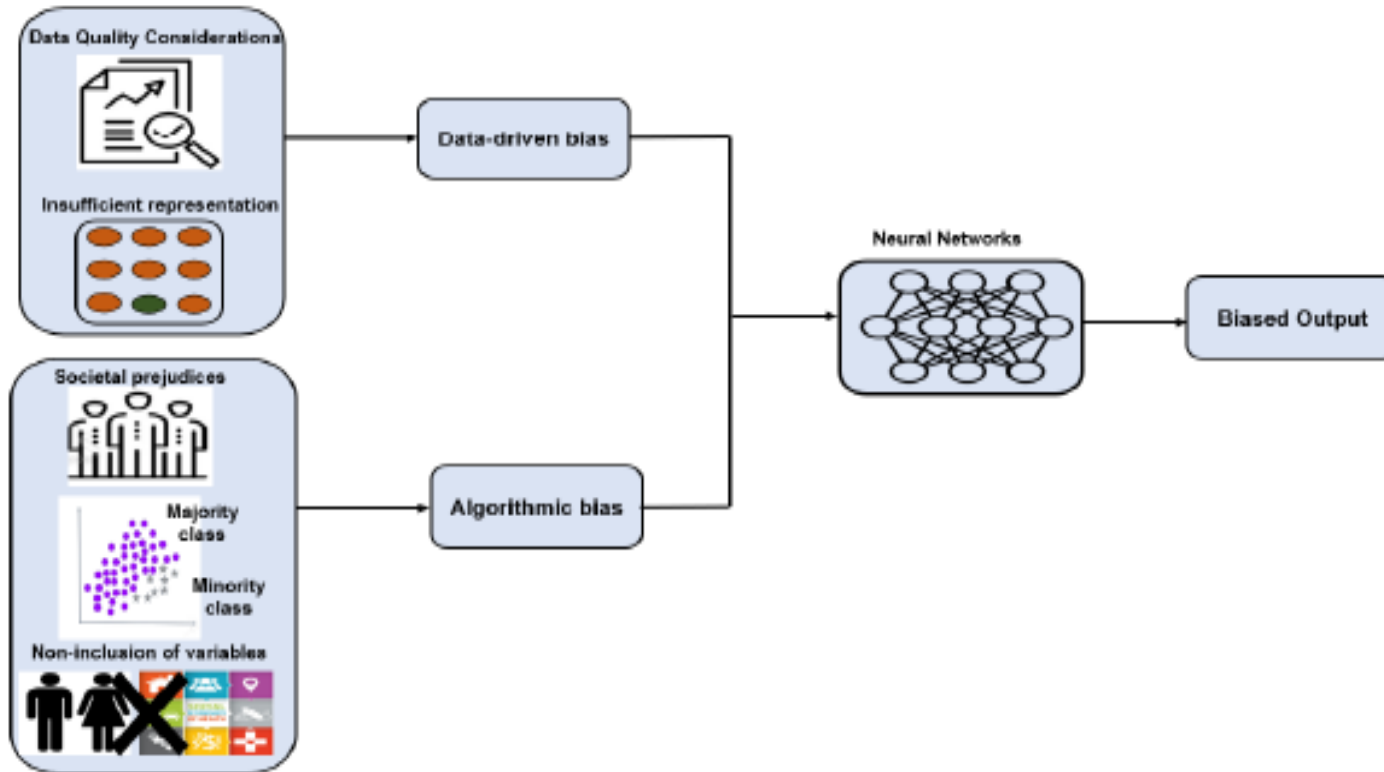 Data Quality Considerations
Insufficient representation
Data-driven bias
Neural Networks
Biased Output
Societal prejudices
Majority
class
Minority
class
Algorithmic bias
Non-inclusion of variables